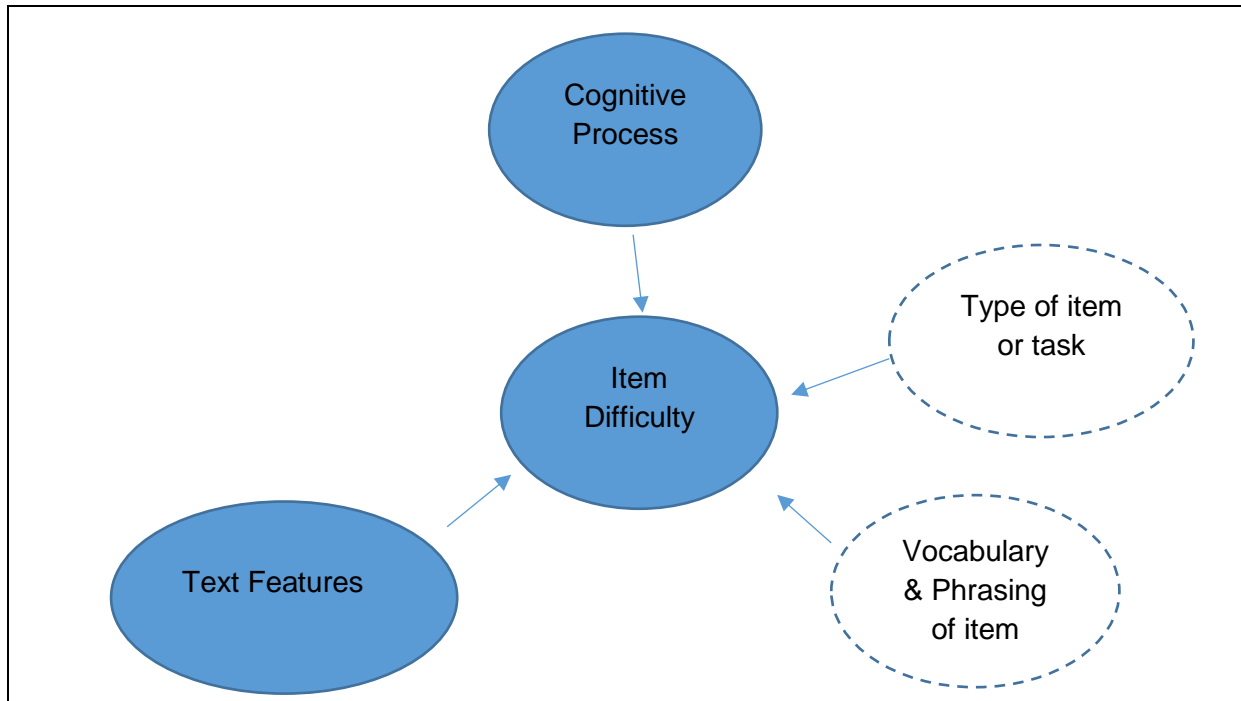 Cognitive
Process
Type of item
or task
Item
Difficulty
Vocabulary
& Phrasing
of item
Text Features